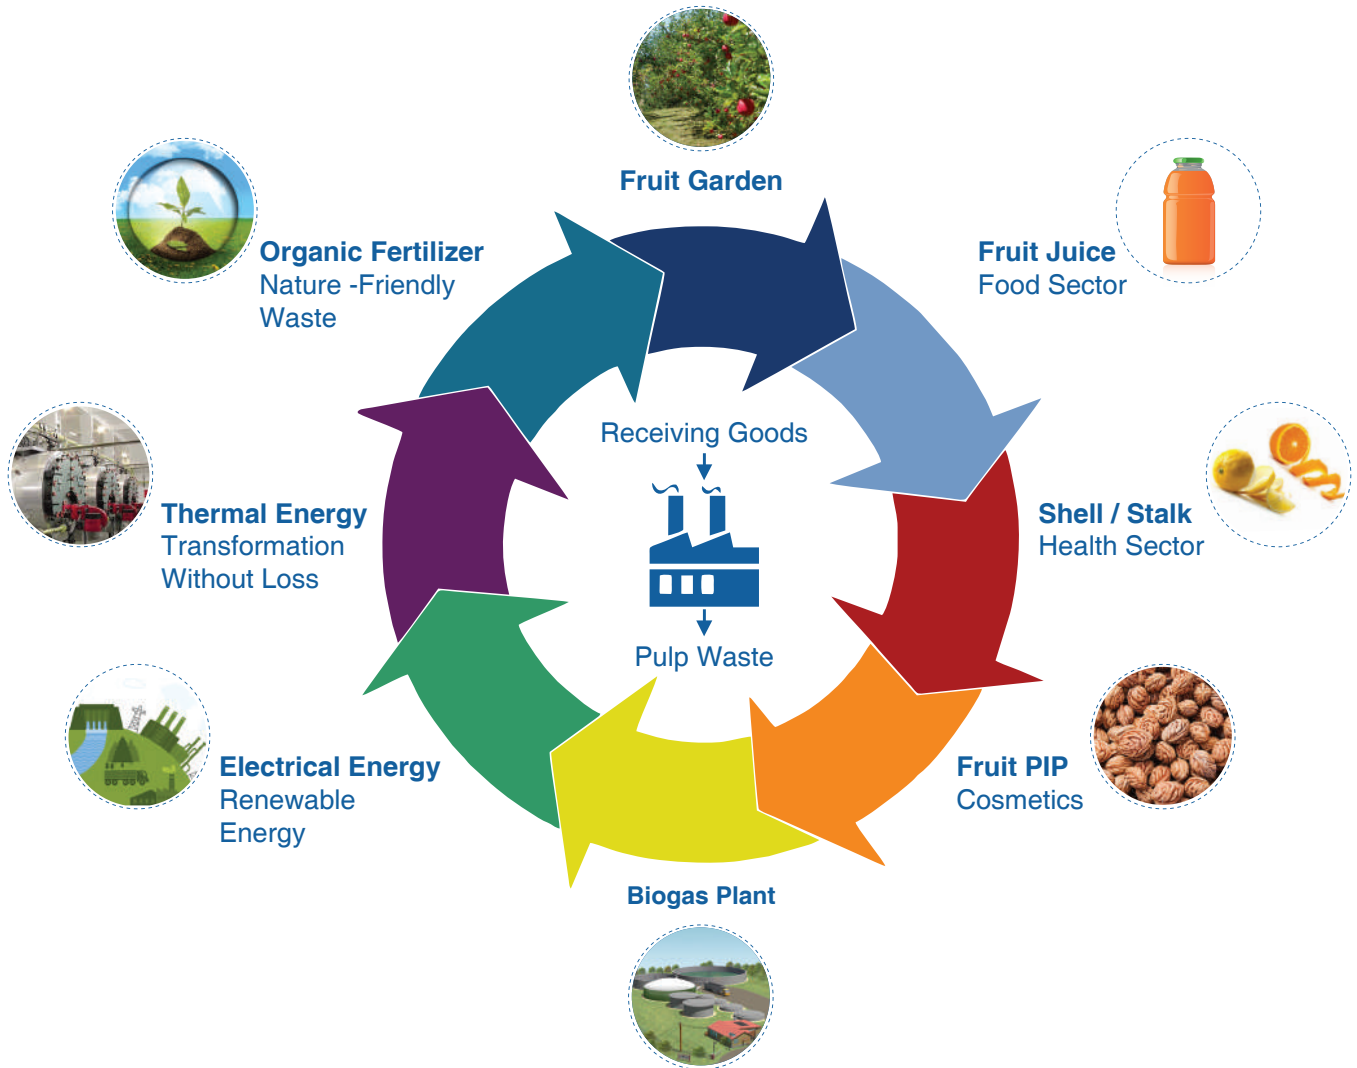 Fruit Garden
Fruit Juice
Food Sector
Shell / Stalk
Health Sector
Fruit PIP
Cosmetics
Biogas Plant
Electrical Energy
Renewable
Energy
Thermal Energy
Transformation
Without Loss
Organic Fertilizer
Nature -Friendly
Waste
Receiving Goods
Pulp Waste